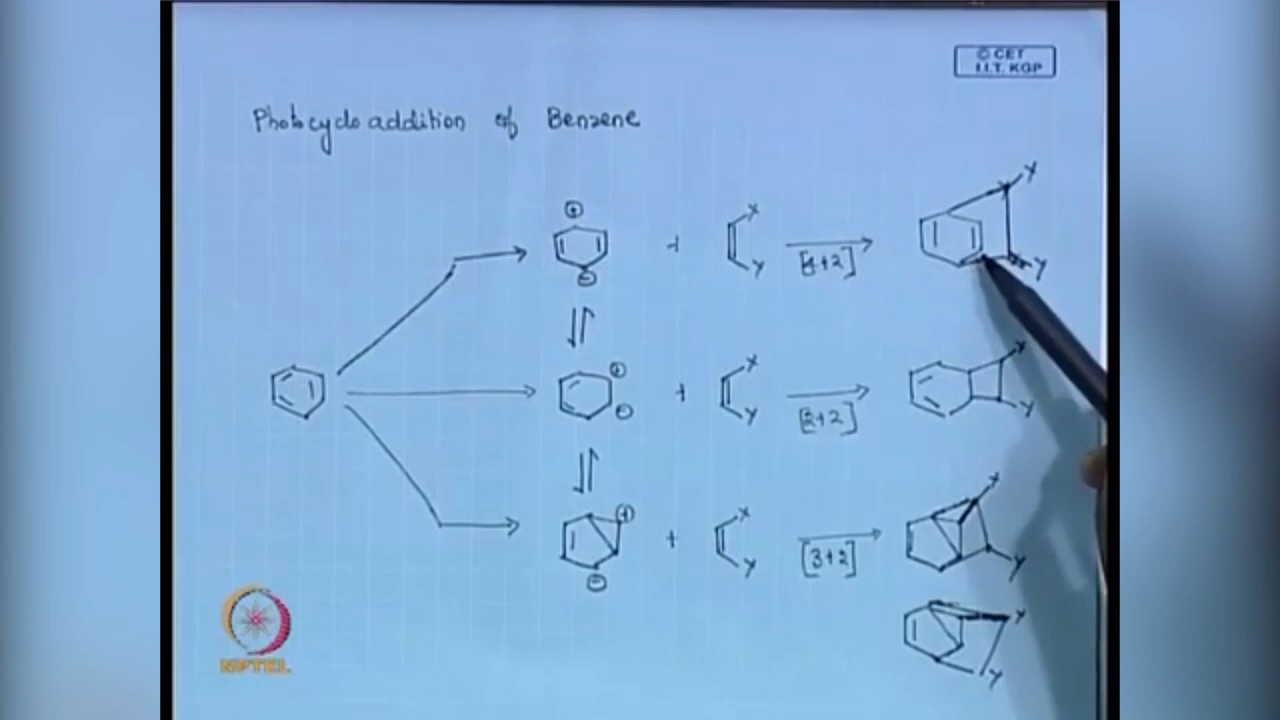 © CET
I.I.T. KGP
Photocycloaddition of Benzene
⊕ + X Y [4+2] X Y
⊖
⊕ + X Y [2+2] X Y
⊖
⊕ + X Y [3+2] X Y
⊖
X
Y
NPTEL